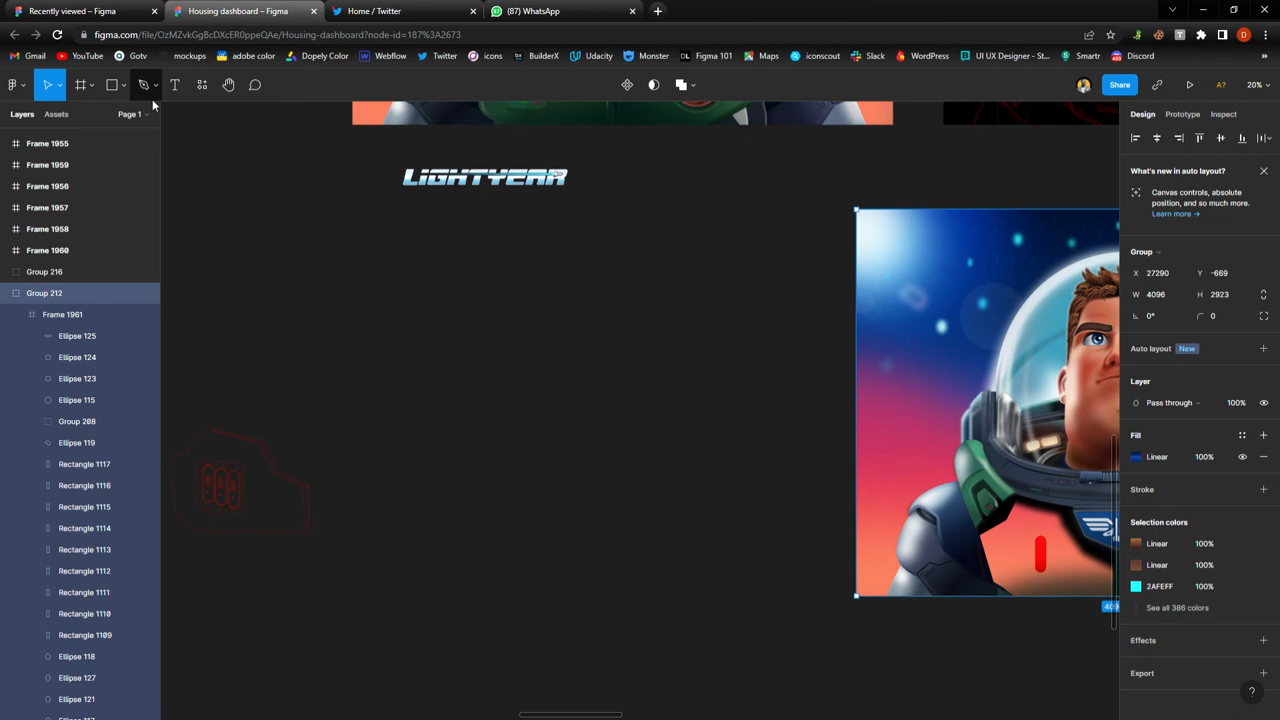 Recently viewed – Figma
Housing dashboard – Figma
Home / Twitter
(87) WhatsApp
figma.com/file/OzMZvkGgBcDXcER0ppeQAe/Housing-dashboard?node-id=187%3A2673
Gmail
YouTube
Gotv
mockups
adobe color
Dopely Color
Webflow
Twitter
icons
BuilderX
Udacity
Monster
Figma 101
Maps
iconscout
Slack
WordPress
UI UX Designer - St...
Smartr
Discord
Share
A?
20%
Layers
Assets
Page 1
Design
Prototype
Inspect
Frame 1955
Frame 1959
Frame 1956
Frame 1957
Frame 1958
Frame 1960
Group 216
Group 212
Frame 1961
Ellipse 125
Ellipse 124
Ellipse 123
Ellipse 115
Group 208
Ellipse 119
Rectangle 1117
Rectangle 1116
Rectangle 1115
Rectangle 1114
Rectangle 1113
Rectangle 1112
Rectangle 1111
Rectangle 1110
Rectangle 1109
Ellipse 118
Ellipse 127
Ellipse 121
LIGHTYEAR
What's new in auto layout?
Canvas controls, absolute
position, and so much more.
Learn more →
Group
X 27290 Y -669
W 4096 H 2923
0° 0
Auto layout New
Layer
Pass through 100%
Fill
Linear 100%
Stroke
Selection colors
Linear 100%
Linear 100%
2AFEFF 100%
See all 386 colors
Effects
Export
?